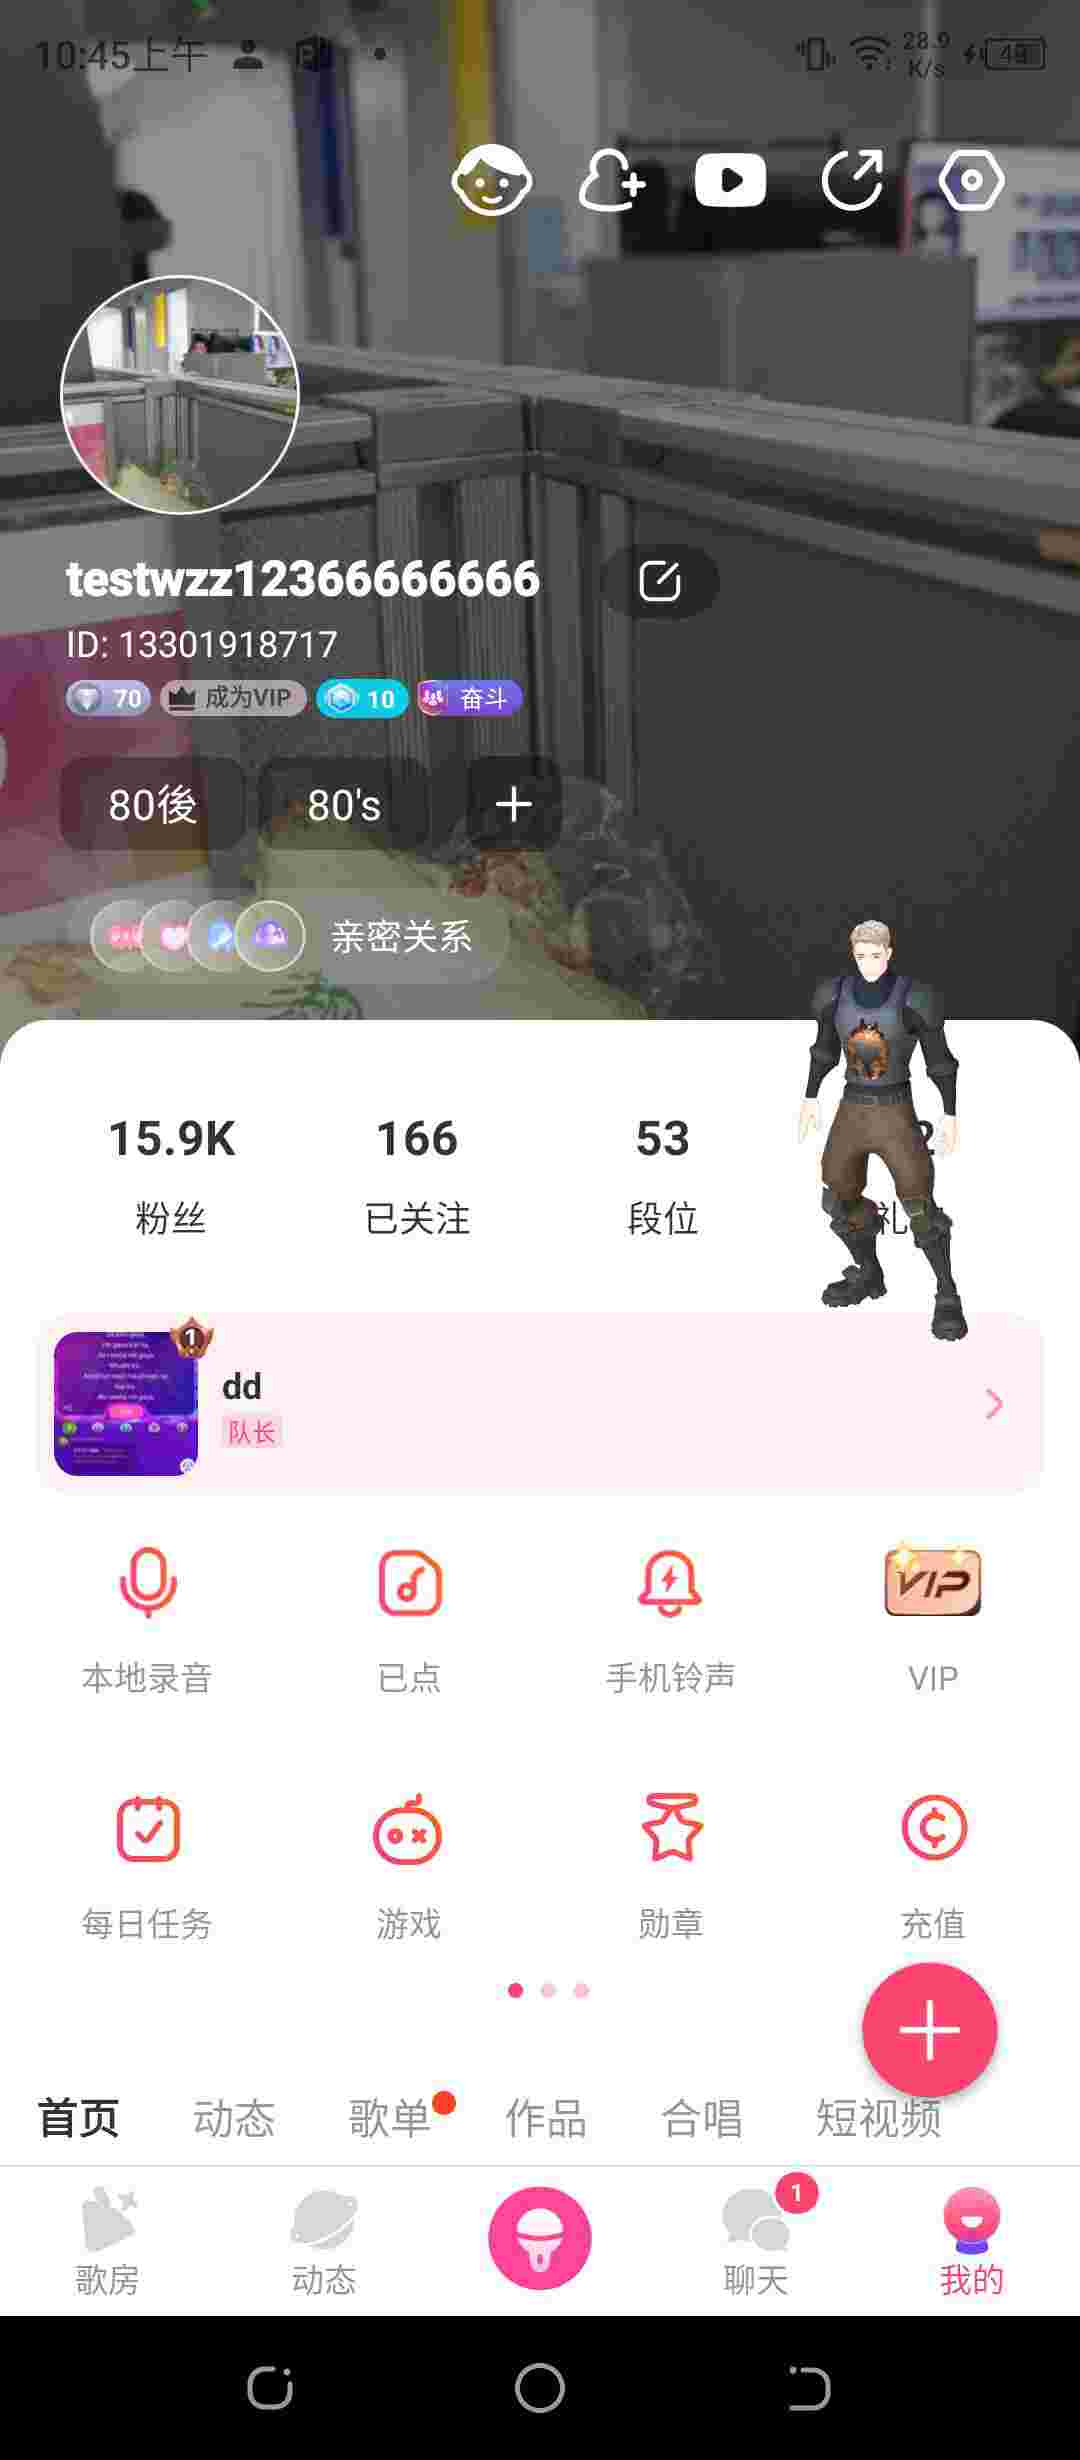 10:45上午
28.9
K/s
49
testwzz12366666666
ID: 13301918717
70 成为VIP 10 奋斗
80後 80's
亲密关系
15.9K 166 53 2
粉丝 已关注 段位 礼
1
dd
队长
本地录音 已点 手机铃声 VIP
每日任务 游戏 勋章 充值
首页 动态 歌单 作品 合唱 短视频
1
歌房 动态 聊天 我的